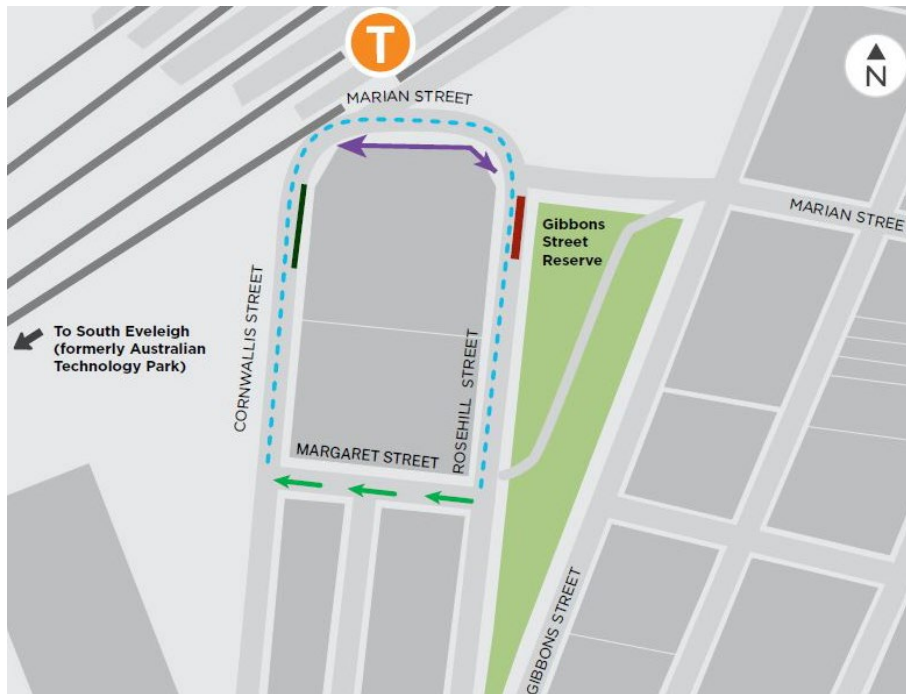 T
MARIAN STREET
N
MARIAN STREET
Gibbons
Street
Reserve
To South Eveleigh
(formerly Australian
Technology Park)
CORNWALLIS STREET
ROSEHILL STREET
MARGARET STREET
GIBBONS STREET